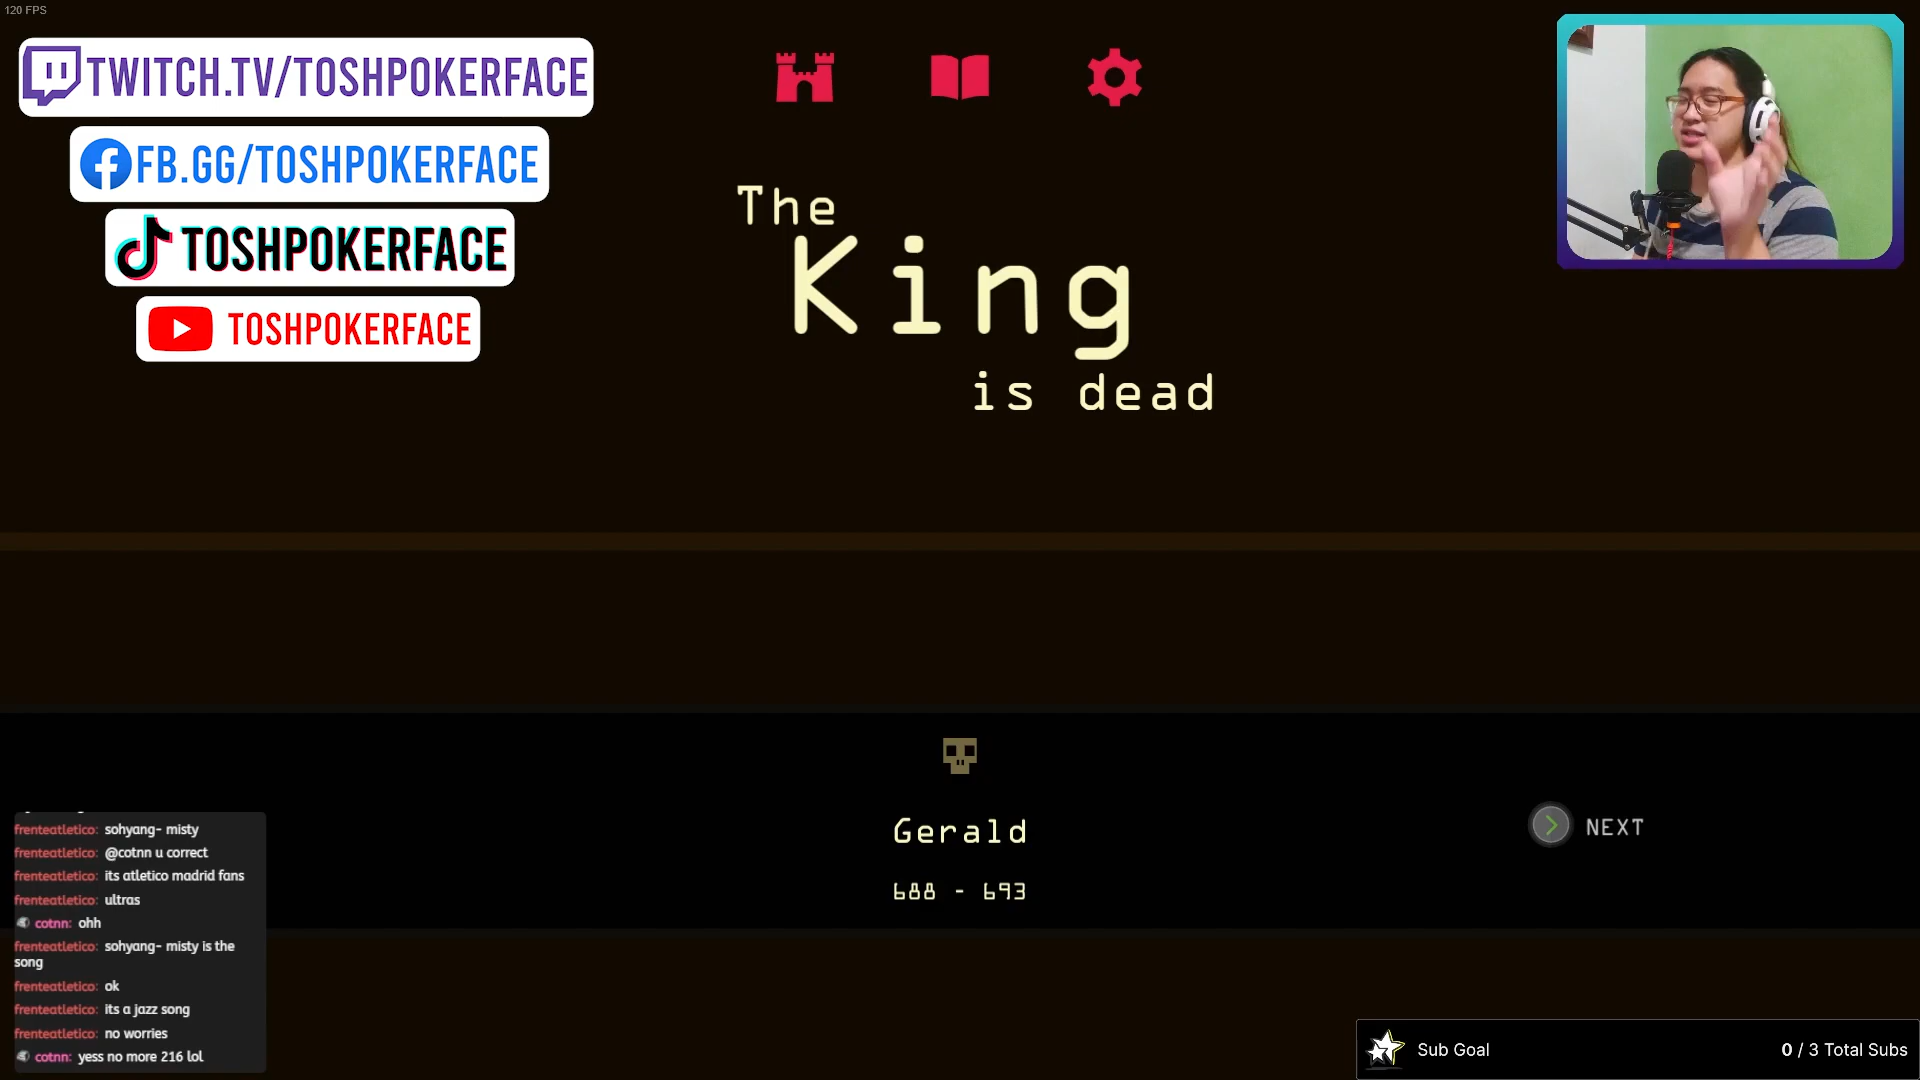 120 FPS
TWITCH.TV/TOSHPOKERFACE
FB.GG/TOSHPOKERFACE
TOSHPOKERFACE
TOSHPOKERFACE
The
King
is dead
Gerald
688 - 693
NEXT
frenteatletico: sohyang- misty
frenteatletico: @cotnn u correct
frenteatletico: its atletico madrid fans
frenteatletico: ultras
cotnn: ohh
frenteatletico: sohyang- misty is the
song
frenteatletico: ok
frenteatletico: its a jazz song
frenteatletico: no worries
cotnn: yess no more 216 lol
Sub Goal
0 / 3 Total Subs